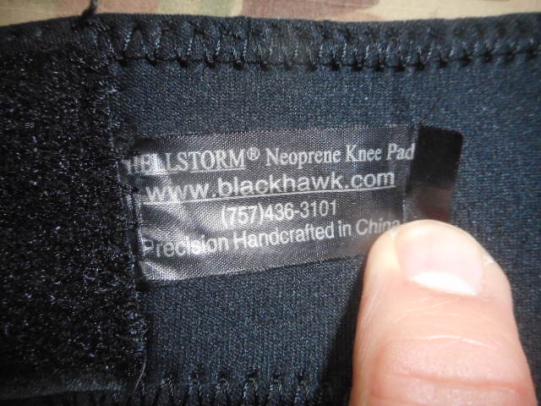 HELLSTORM® Neoprene Knee Pad
www.blackhawk.com
(757)436-3101
Precision Handcrafted in China